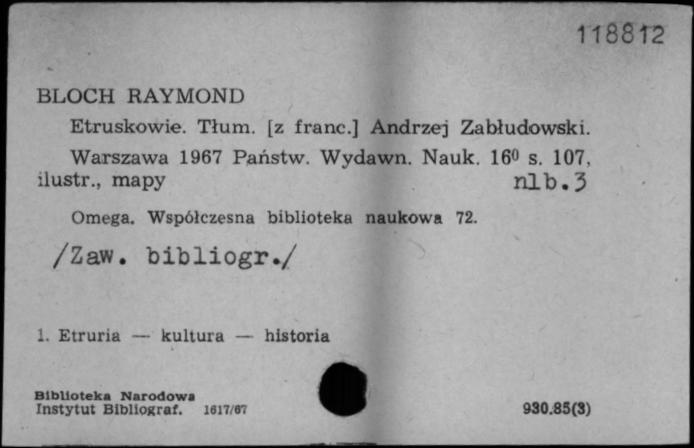 118812
BLOCH RAYMOND
Etruskowie. Tłum. [z franc.] Andrzej Zabłudowski.
Warszawa 1967 Państw. Wydawn. Nauk. 16⁰ s. 107,
ilustr., mapy nlb.3
Omega. Współczesna biblioteka naukowa 72.
/Zaw. bibliogr./
1. Etruria — kultura — historia
Biblioteka Narodowa
Instytut Bibliograf. 1617/67 930.85(3)